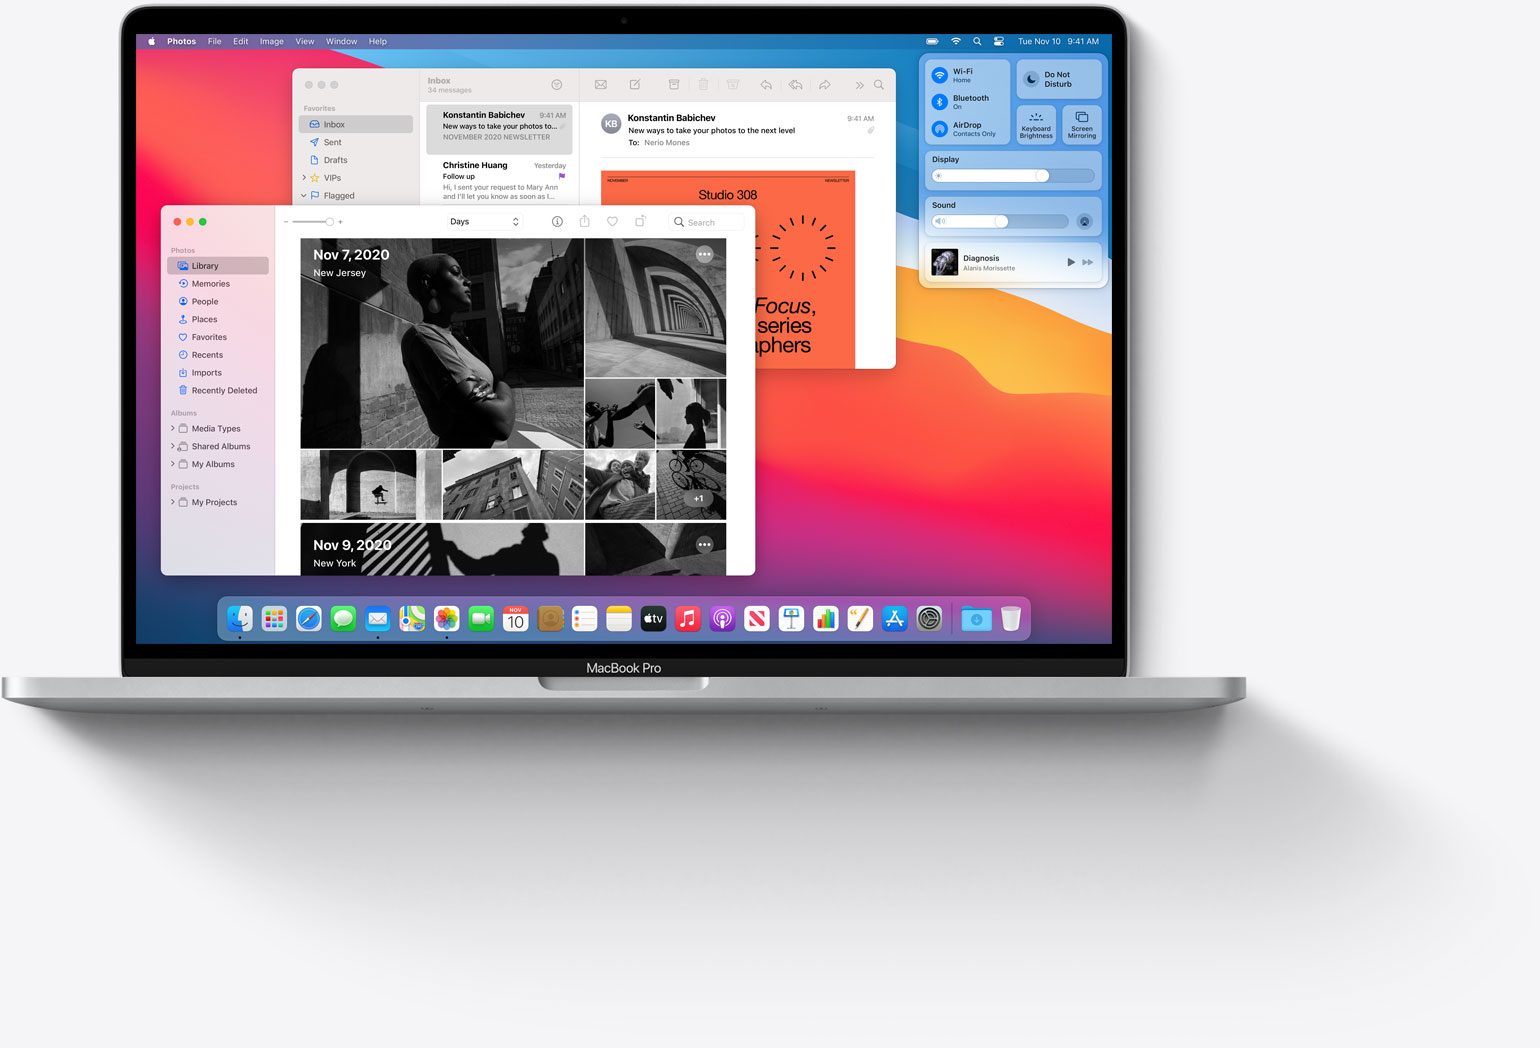 Photos File Edit Image View Window Help
Tue Nov 10 9:41 AM
Inbox
34 messages
Favorites
Inbox
Sent
Drafts
VIPs
Flagged
Konstantin Babichev 9:41 AM
New ways to take your photos to...
NOVEMBER 2020 NEWSLETTER
Christine Huang Yesterday
Follow up
Hi, I sent your request to Mary Ann
and I'll let you know as soon as I...
KB
Konstantin Babichev 9:41 AM
New ways to take your photos to the next level
To: Nerio Mones
NOVEMBER NEWSLETTER
Studio 308
Focus,
series
aphers
Wi-Fi
Home
Bluetooth
On
AirDrop
Contacts Only
Do Not
Disturb
Keyboard
Brightness
Screen
Mirroring
Display
Sound
Diagnosis
Alanis Morissette
Days
Search
Photos
Library
Memories
People
Places
Favorites
Recents
Imports
Recently Deleted
Albums
Media Types
Shared Albums
My Albums
Projects
My Projects
Nov 7, 2020
New Jersey
+1
Nov 9, 2020
New York
NOV
10
tv
MacBook Pro